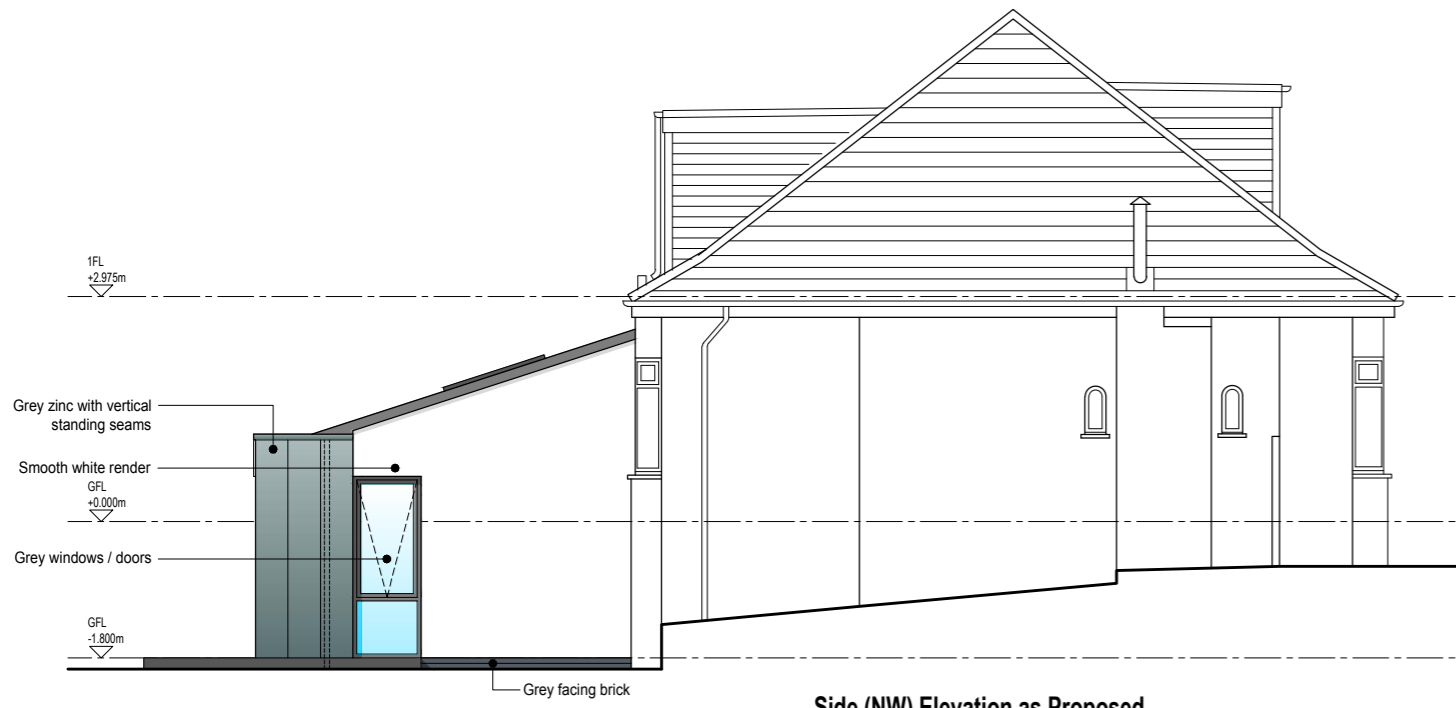 1FL
+2.975m
Grey zinc with vertical
standing seams
Smooth white render
GFL
+0.000m
Grey windows / doors
GFL
-1.800m
Grey facing brick
Side (NW) Elevation as Proposed